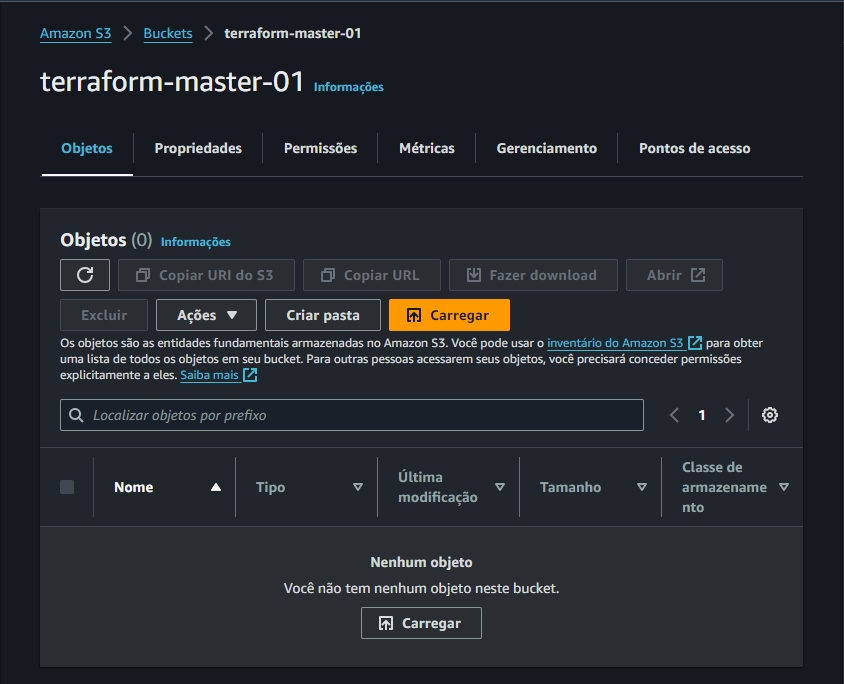 Amazon S3 > Buckets > terraform-master-01
terraform-master-01 Informações
Objetos Propriedades Permissões Métricas Gerenciamento Pontos de acesso
Objetos (0) Informações
Copiar URI do S3 Copiar URL Fazer download Abrir
Excluir Ações Criar pasta Carregar
Os objetos são as entidades fundamentais armazenadas no Amazon S3. Você pode usar o inventário do Amazon S3 para obter
uma lista de todos os objetos em seu bucket. Para outras pessoas acessarem seus objetos, você precisará conceder permissões
explicitamente a eles. Saiba mais
Localizar objetos por prefixo 1
Nome Tipo Última
modificação Tamanho Classe de
armazename
nto
Nenhum objeto
Você não tem nenhum objeto neste bucket.
Carregar